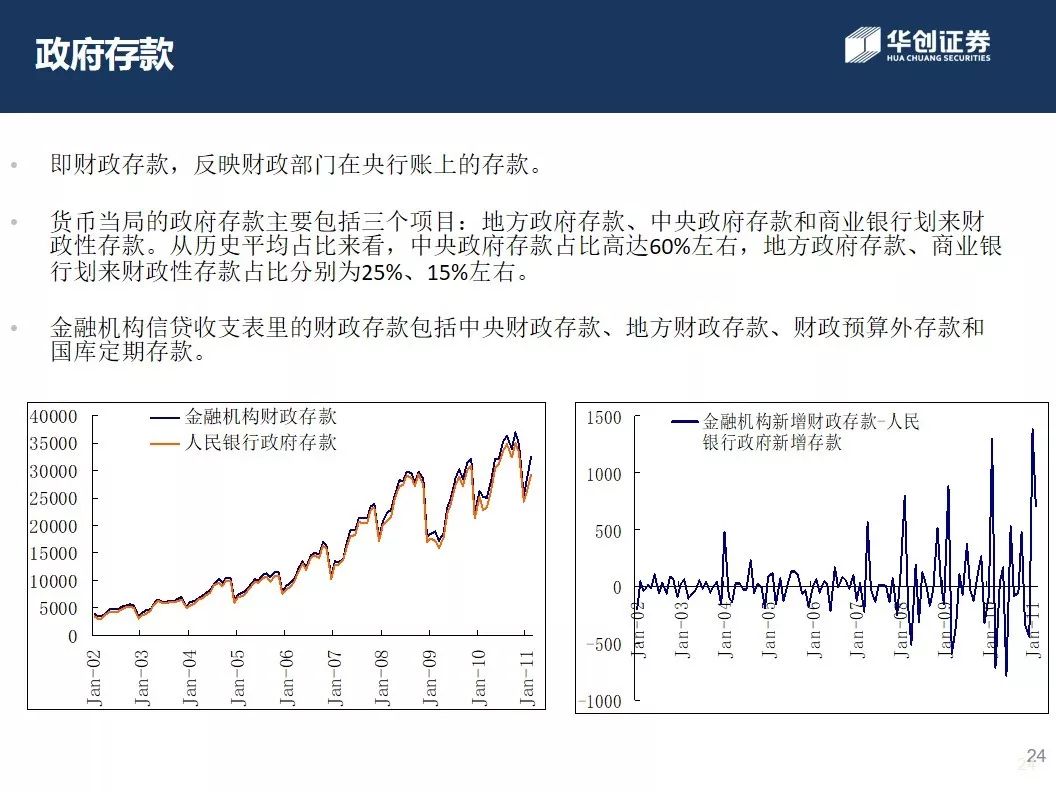 政府存款
华创证券
HUA CHUANG SECURITIES
• 即财政存款，反映财政部门在央行账上的存款。
• 货币当局的政府存款主要包括三个项目：地方政府存款、中央政府存款和商业银行划来财
政性存款。从历史平均占比来看，中央政府存款占比高达60%左右，地方政府存款、商业银
行划来财政性存款占比分别为25%、15%左右。
• 金融机构信贷收支表里的财政存款包括中央财政存款、地方财政存款、财政预算外存款和
国库定期存款。
金融机构财政存款
人民银行政府存款
40000
35000
30000
25000
20000
15000
10000
5000
0
Jan-02
Jan-03
Jan-04
Jan-05
Jan-06
Jan-07
Jan-08
Jan-09
Jan-10
Jan-11
金融机构新增财政存款-人民
银行政府新增存款
1500
1000
500
0
-500
-1000
Jan-02
Jan-03
Jan-04
Jan-05
Jan-06
Jan-07
Jan-08
Jan-09
Jan-10
Jan-11
24
24